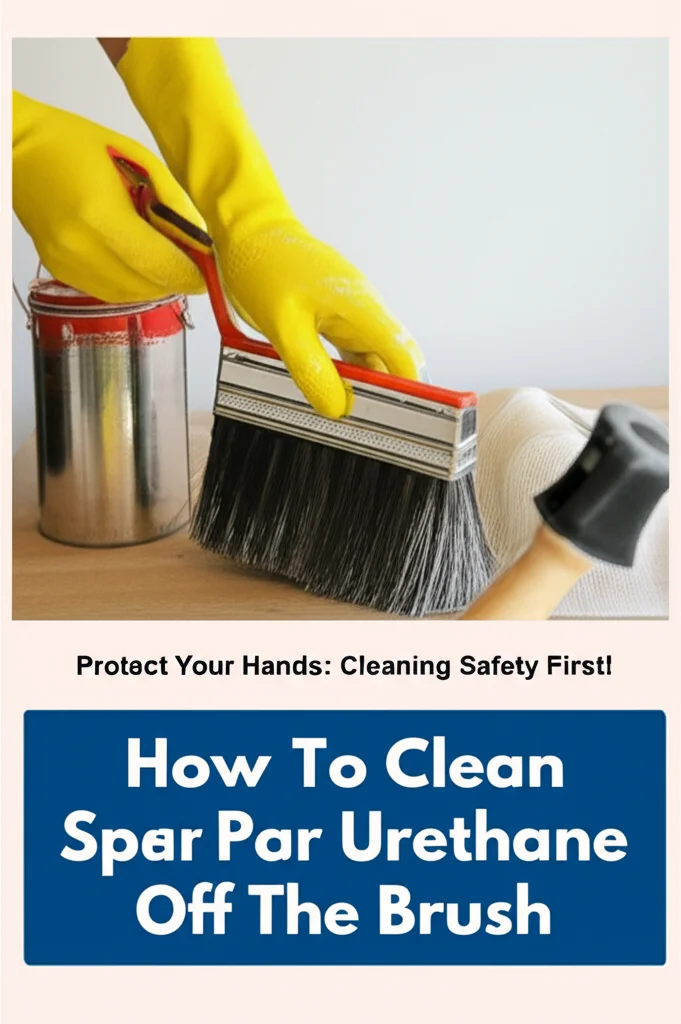 Protect Your Hands: Cleaning Safety First!
How To Clean
Spar Par Urethane
Off The Brush